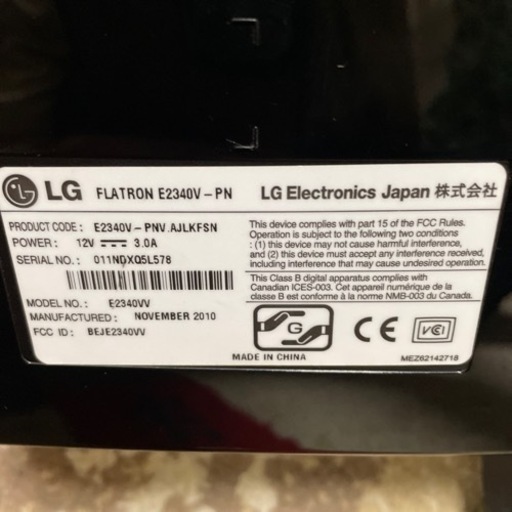 LG FLATRON E2340V-PN LG Electronics Japan 株式会社
PRODUCT CODE : E2340V-PNV.AJLKFSN
POWER : 12V 3.0A
SERIAL NO. : 011NDXQ5L578
MODEL NO. : E2340VV
MANUFACTURED : NOVEMBER 2010
FCC ID : BEJE2340VV
This device complies with part 15 of the FCC Rules.
Operation is subject to the following two conditions
: (1) this device may not cause harmful interference,
and (2) this device must accept any interference
received, including interference that may
cause undesired operation.
This Class B digital apparatus complies with
Canadian ICES-003. Cet appareil numérique de la
classe B est conforme à la norme NMB-003 du Canada.
G
CE
VCI
MADE IN CHINA
MEZ62142718